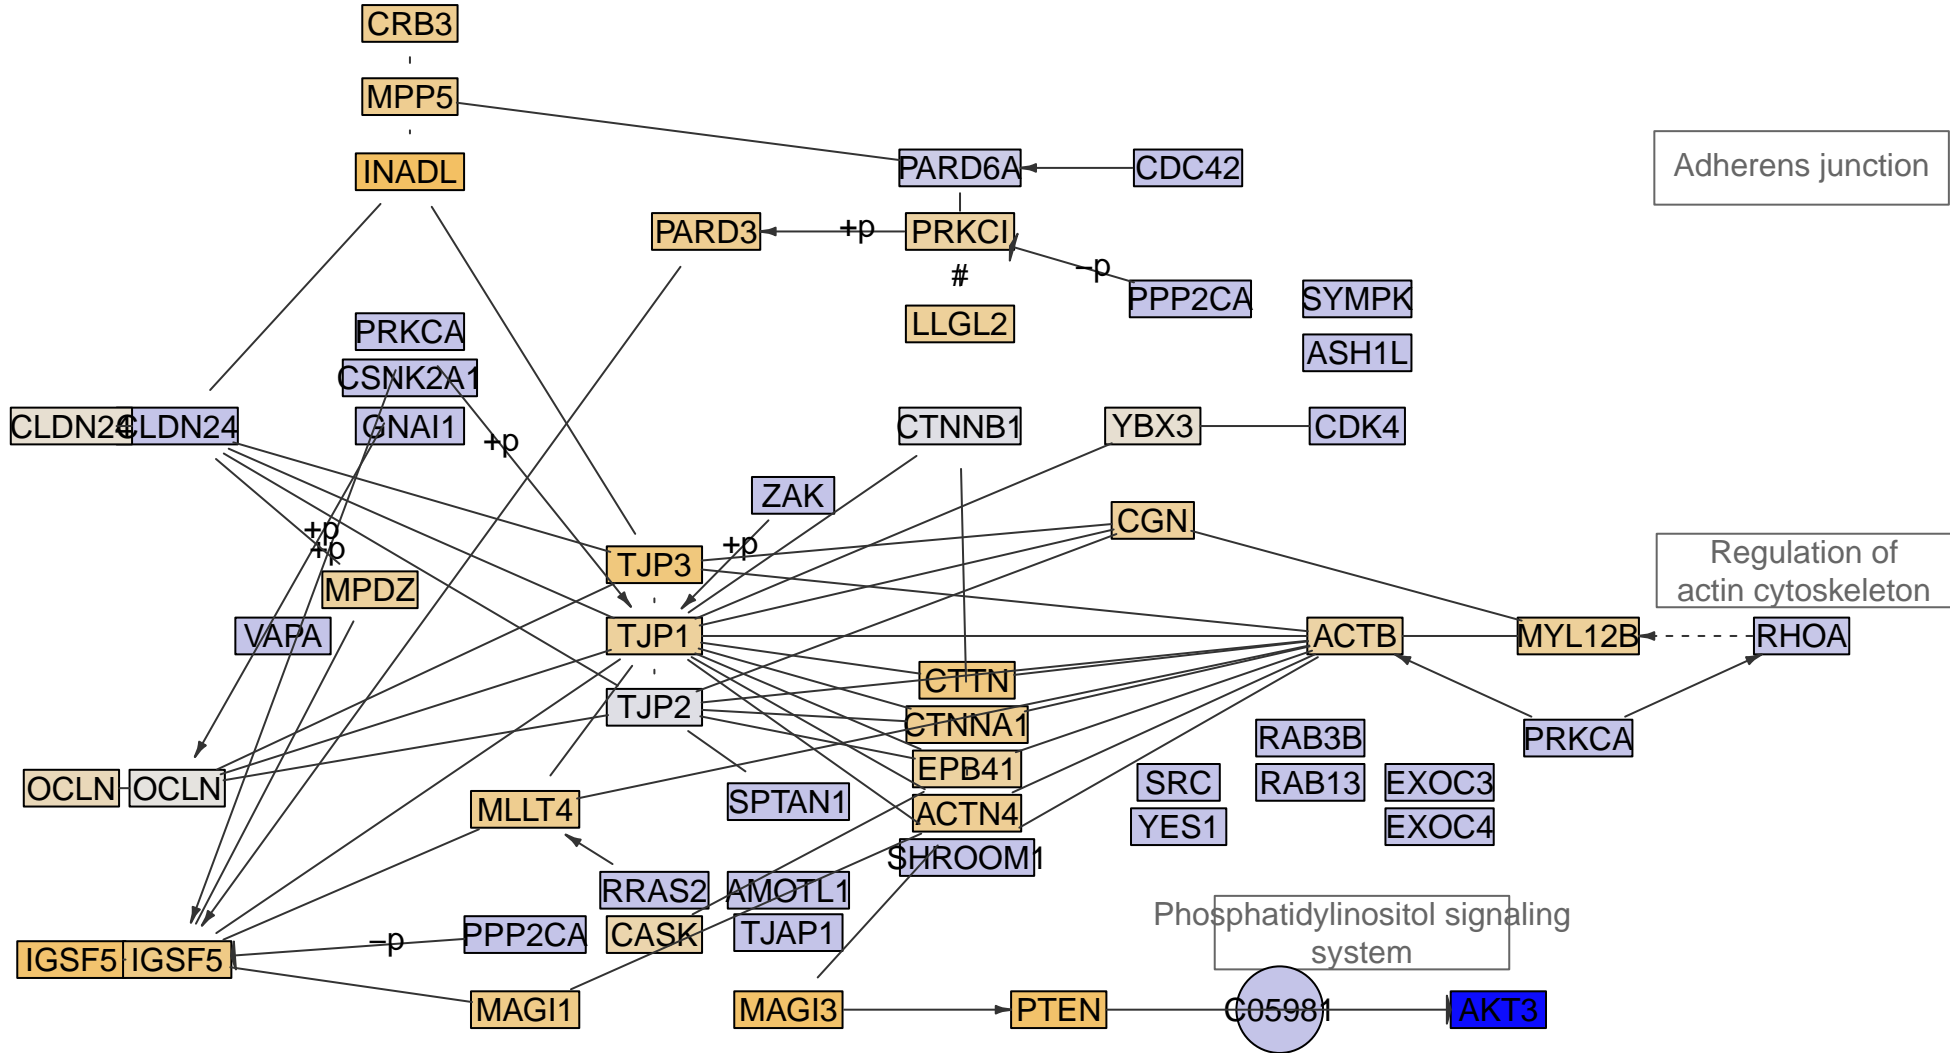 CRB3
MPP5
INADL
PARD6A
CDC42
Adherens junction
PARD3
+p
PRKCI
#
–p
PPP2CA
SYMPK
LLGL2
PRKCA
ASH1L
CSNK2A1
CLDN24
CLDN24
GNAI1
+p
CTNNB1
YBX3
CDK4
ZAK
CGN
+p
+p
+p
TJP3
MPDZ
Regulation of
actin cytoskeleton
VAPA
TJP1
ACTB
MYL12B
RHOA
CTTN
TJP2
CTNNA1
RAB3B
PRKCA
EPB41
OCLN
OCLN
MLLT4
SPTAN1
SRC
RAB13
EXOC3
ACTN4
YES1
EXOC4
SHROOM1
RRAS2
AMOTL1
Phosphatidylinositol signaling
system
PPP2CA
–p
CASK
TJAP1
IGSF5
IGSF5
MAGI1
MAGI3
PTEN
C05981
AKT3